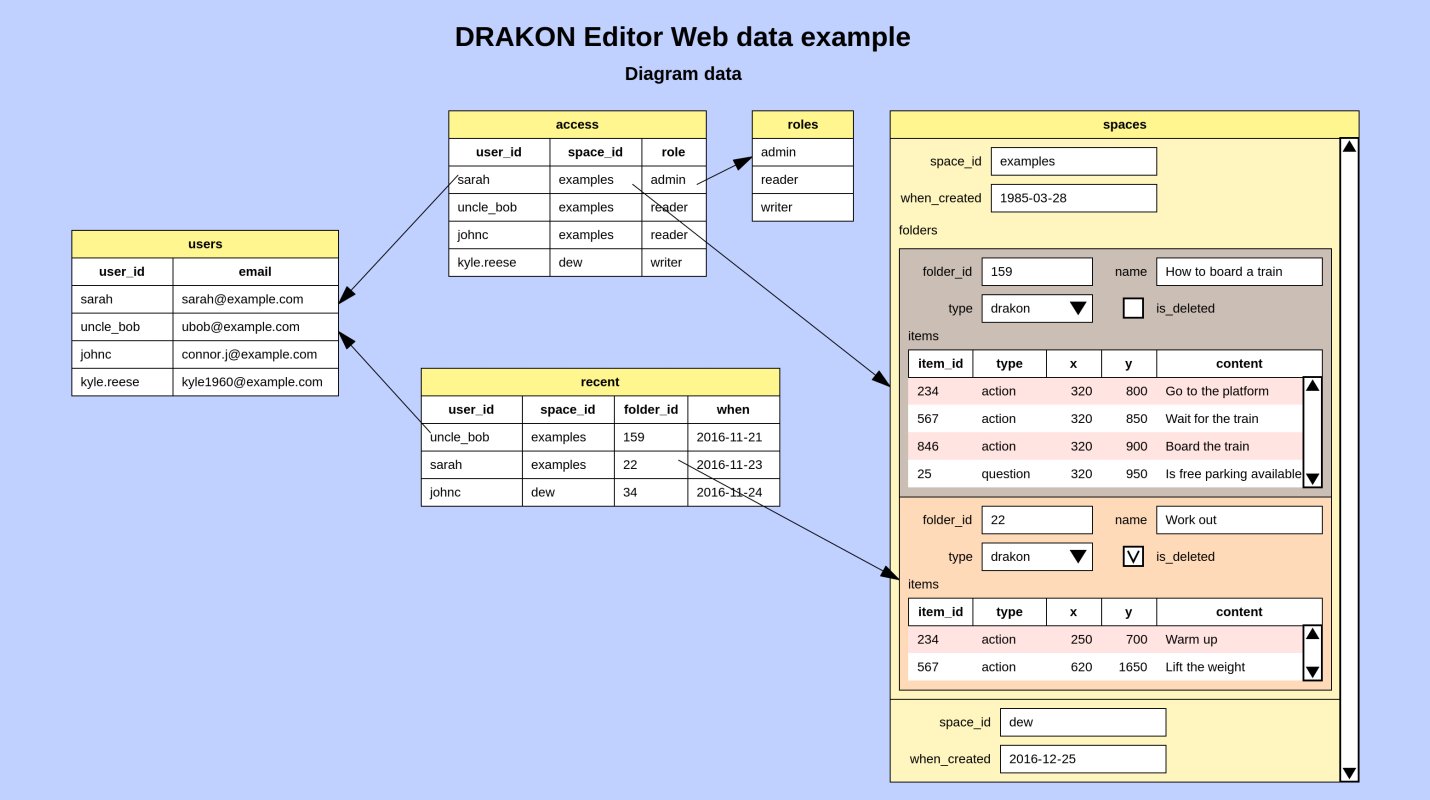 DRAKON Editor Web data example
Diagram data
access
user_id space_id role
sarah examples admin
uncle_bob examples reader
johnc examples reader
kyle.reese dew writer
roles
admin
reader
writer
users
user_id email
sarah sarah@example.com
uncle_bob ubob@example.com
johnc connor.j@example.com
kyle.reese kyle1960@example.com
recent
user_id space_id folder_id when
uncle_bob examples 159 2016-11-21
sarah examples 22 2016-11-23
johnc dew 34 2016-11-24
spaces
space_id examples
when_created 1985-03-28
folders
folder_id 159 name How to board a train
type drakon is_deleted
items
item_id type x y content
234 action 320 800 Go to the platform
567 action 320 850 Wait for the train
846 action 320 900 Board the train
25 question 320 950 Is free parking available
folder_id 22 name Work out
type drakon V is_deleted
items
item_id type x y content
234 action 250 700 Warm up
567 action 620 1650 Lift the weight
space_id dew
when_created 2016-12-25